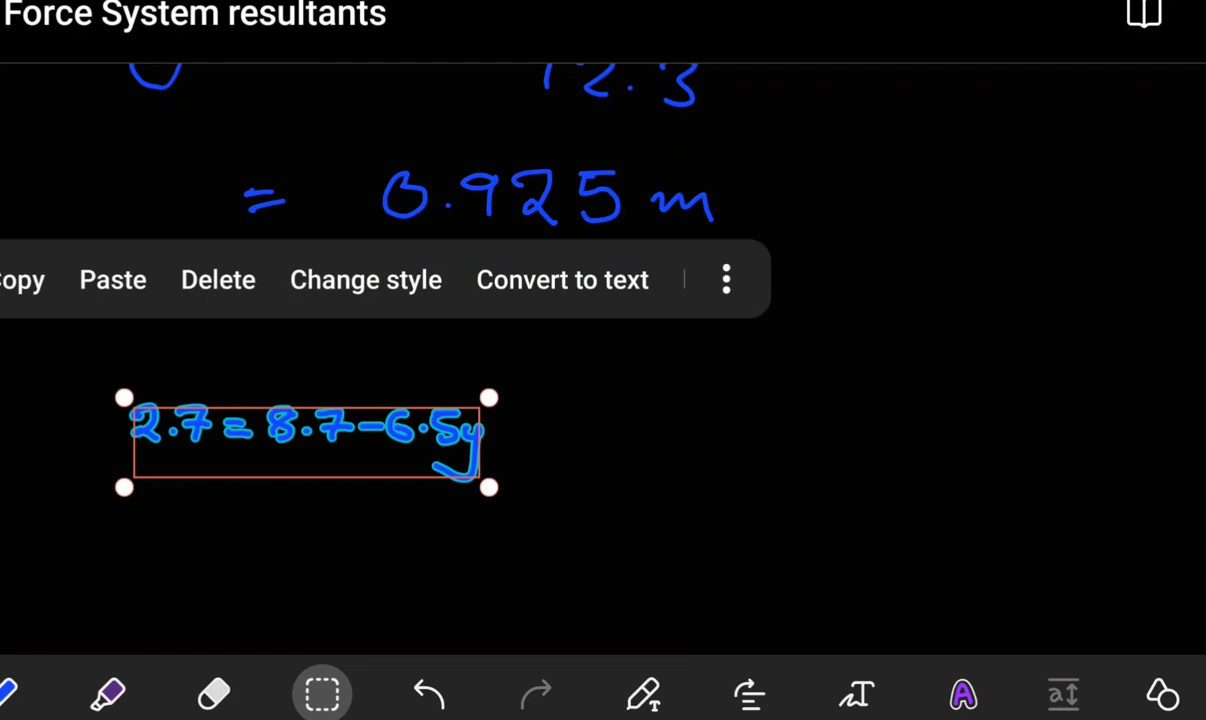 Force System resultants
12.3
= 0.925 m
opy Paste Delete Change style Convert to text
2.7 = 8.7 - 6.5y